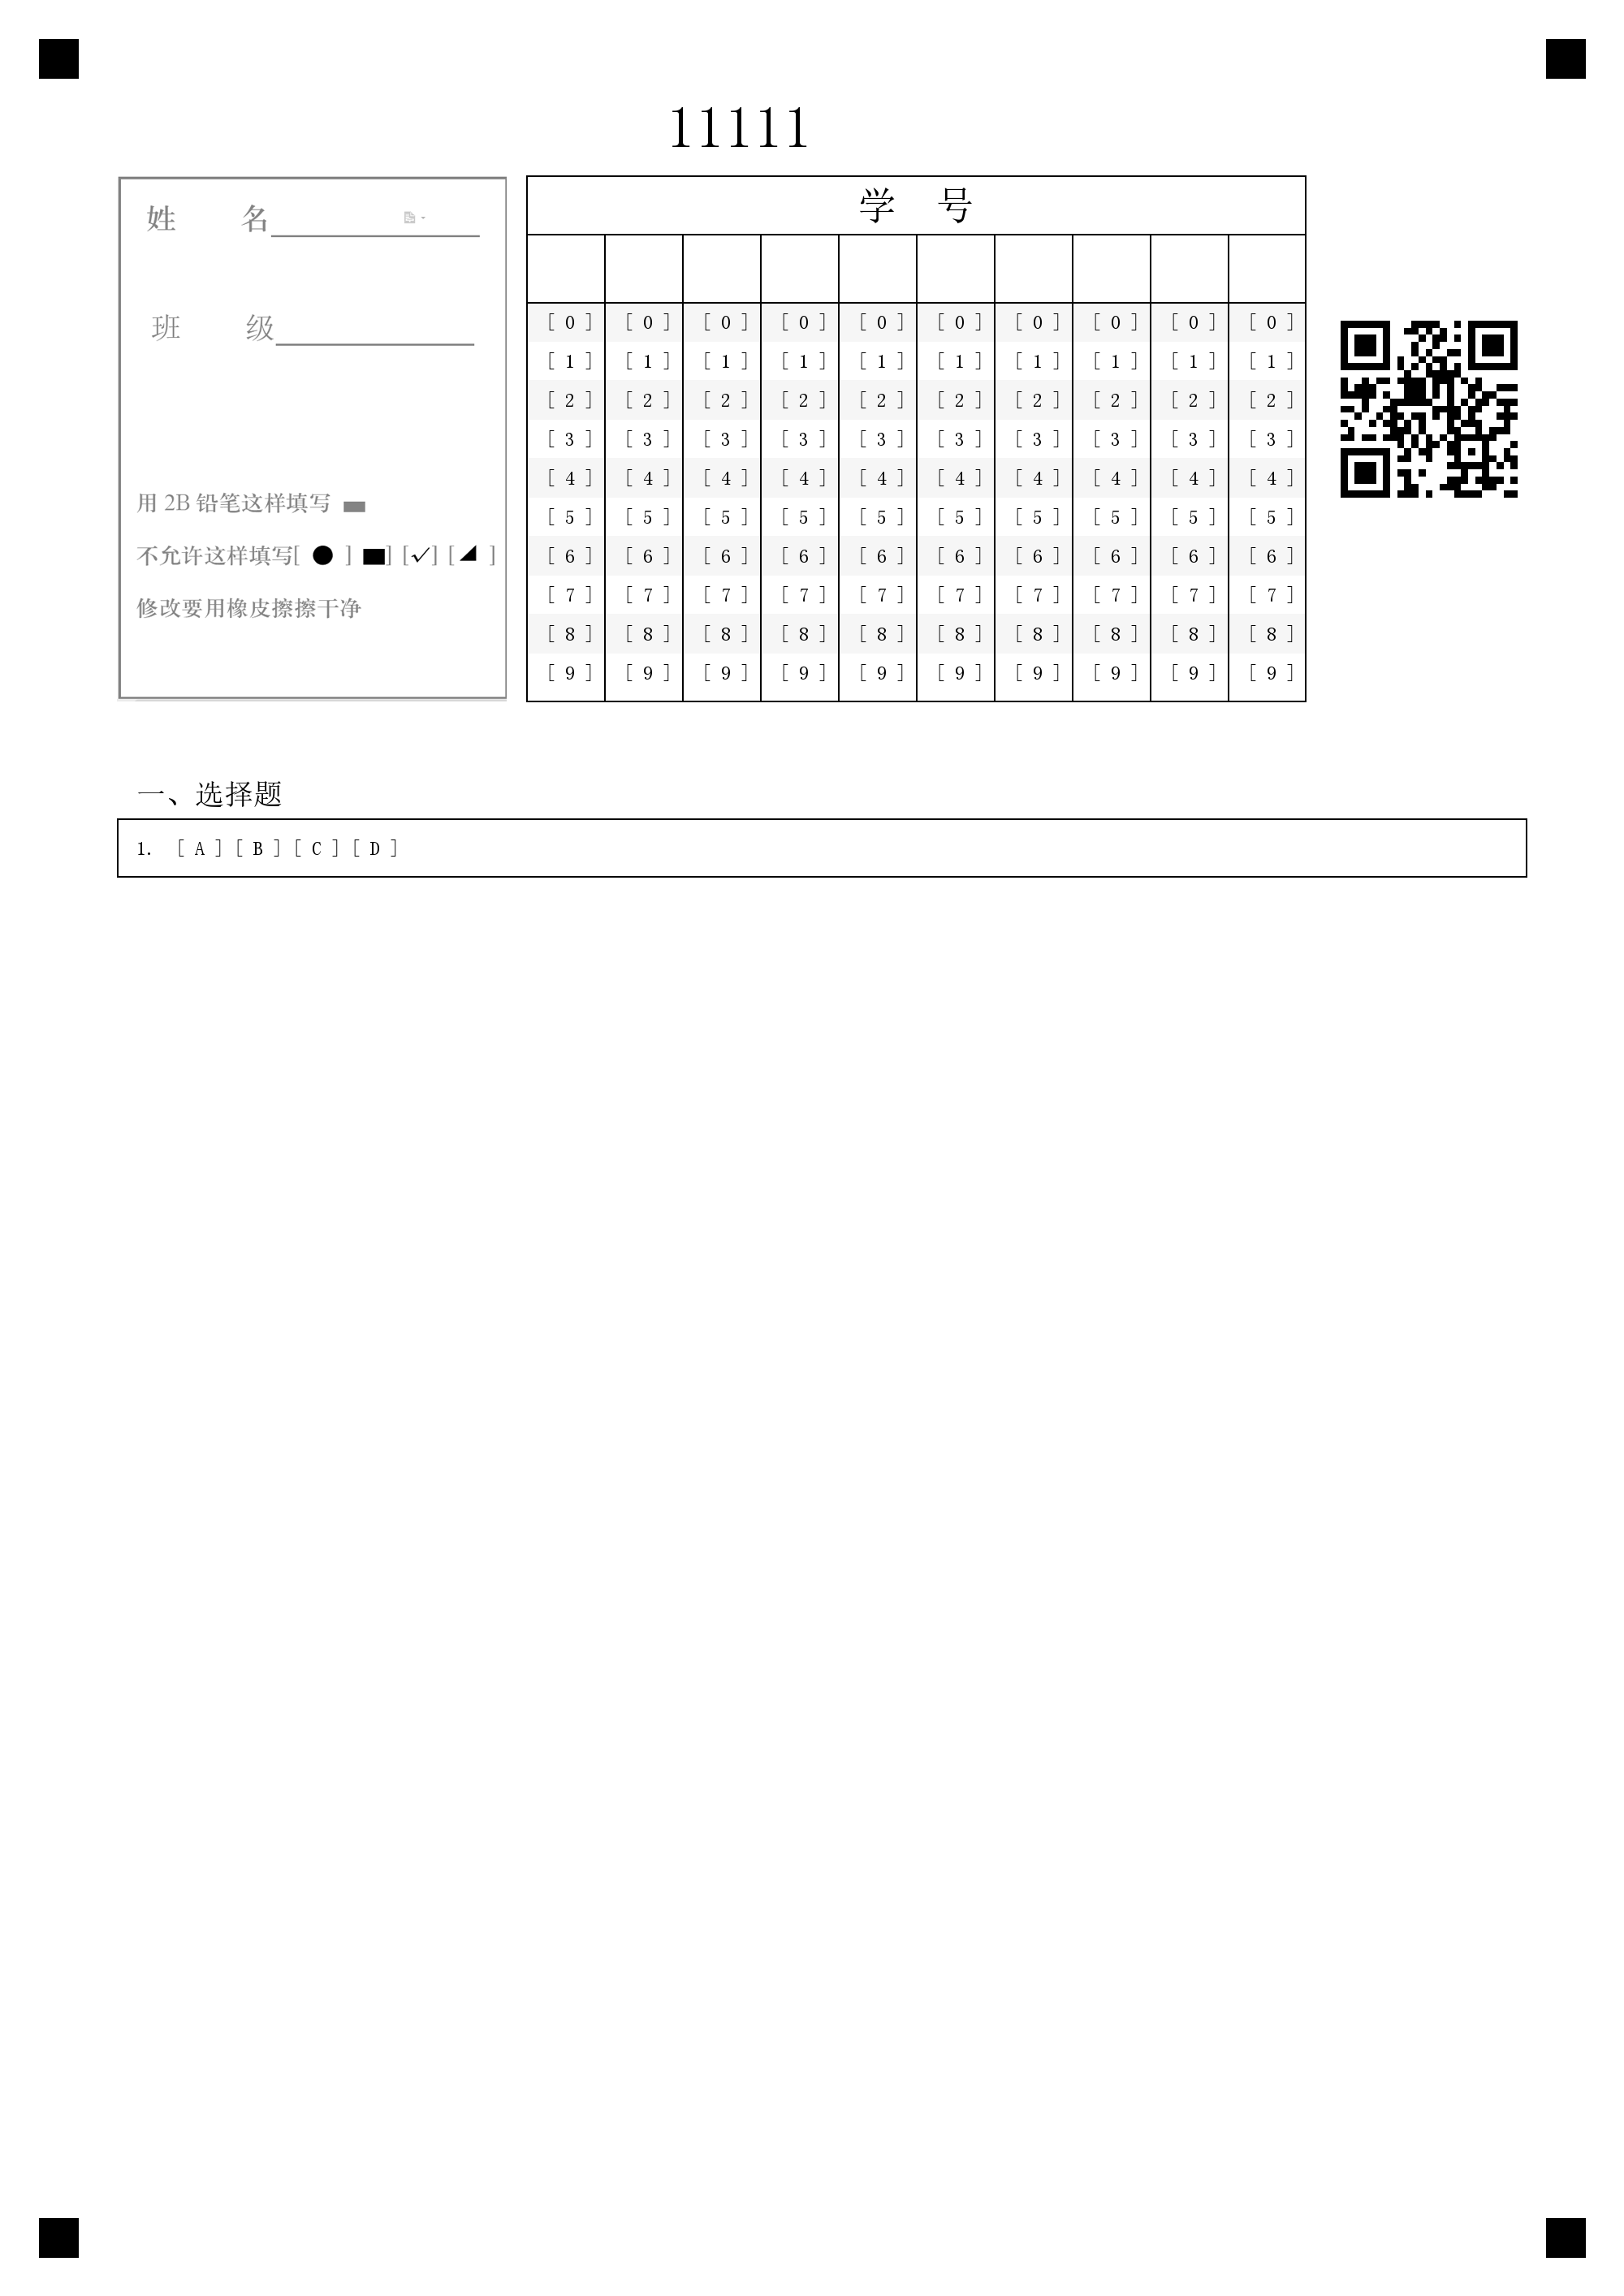 11111
姓 名
班 级
用 2B 铅笔这样填写
不允许这样填写[ ● ] ■] [√] [◢ ]
修改要用橡皮擦擦干净
学 号
[ 0 ] [ 0 ] [ 0 ] [ 0 ] [ 0 ] [ 0 ] [ 0 ] [ 0 ] [ 0 ] [ 0 ]
[ 1 ] [ 1 ] [ 1 ] [ 1 ] [ 1 ] [ 1 ] [ 1 ] [ 1 ] [ 1 ] [ 1 ]
[ 2 ] [ 2 ] [ 2 ] [ 2 ] [ 2 ] [ 2 ] [ 2 ] [ 2 ] [ 2 ] [ 2 ]
[ 3 ] [ 3 ] [ 3 ] [ 3 ] [ 3 ] [ 3 ] [ 3 ] [ 3 ] [ 3 ] [ 3 ]
[ 4 ] [ 4 ] [ 4 ] [ 4 ] [ 4 ] [ 4 ] [ 4 ] [ 4 ] [ 4 ] [ 4 ]
[ 5 ] [ 5 ] [ 5 ] [ 5 ] [ 5 ] [ 5 ] [ 5 ] [ 5 ] [ 5 ] [ 5 ]
[ 6 ] [ 6 ] [ 6 ] [ 6 ] [ 6 ] [ 6 ] [ 6 ] [ 6 ] [ 6 ] [ 6 ]
[ 7 ] [ 7 ] [ 7 ] [ 7 ] [ 7 ] [ 7 ] [ 7 ] [ 7 ] [ 7 ] [ 7 ]
[ 8 ] [ 8 ] [ 8 ] [ 8 ] [ 8 ] [ 8 ] [ 8 ] [ 8 ] [ 8 ] [ 8 ]
[ 9 ] [ 9 ] [ 9 ] [ 9 ] [ 9 ] [ 9 ] [ 9 ] [ 9 ] [ 9 ] [ 9 ]
一、选择题
1. [ A ] [ B ] [ C ] [ D ]